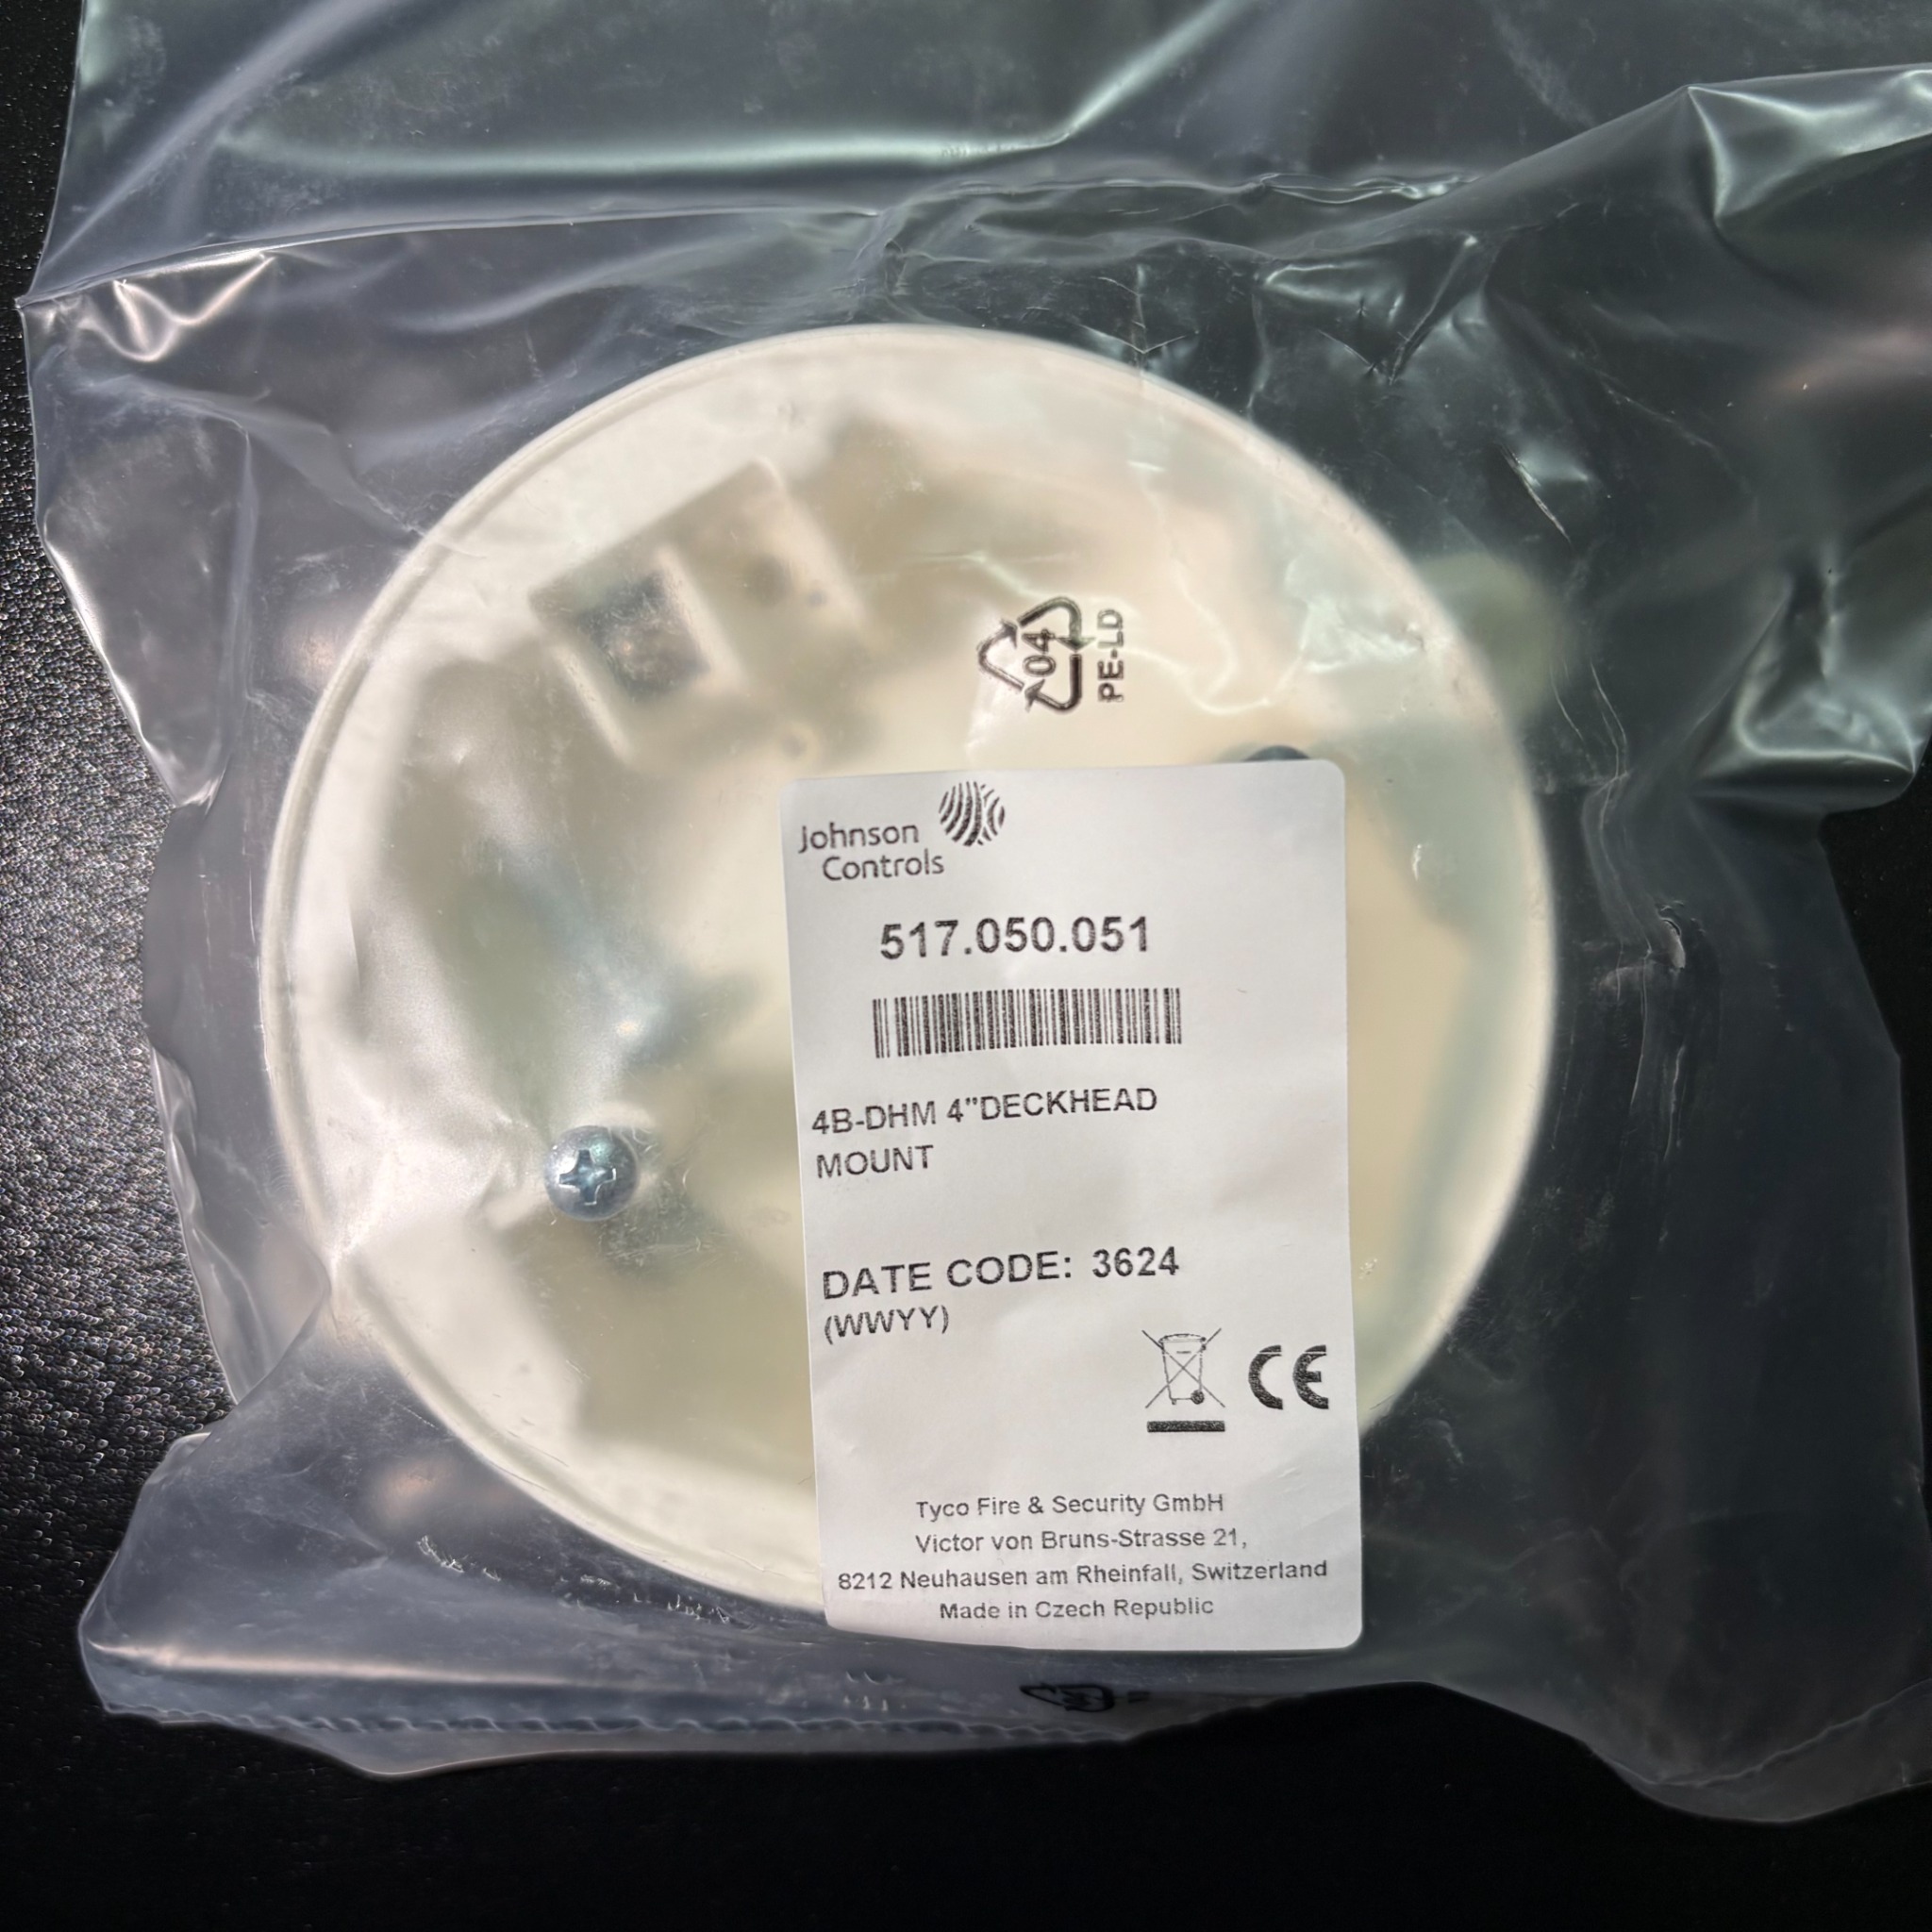 04
PE-LD
Johnson
Controls
517.050.051
4B-DHM 4"DECKHEAD
MOUNT
DATE CODE: 3624
(WWYY)
CE
Tyco Fire & Security GmbH
Victor von Bruns-Strasse 21,
8212 Neuhausen am Rheinfall, Switzerland
Made in Czech Republic